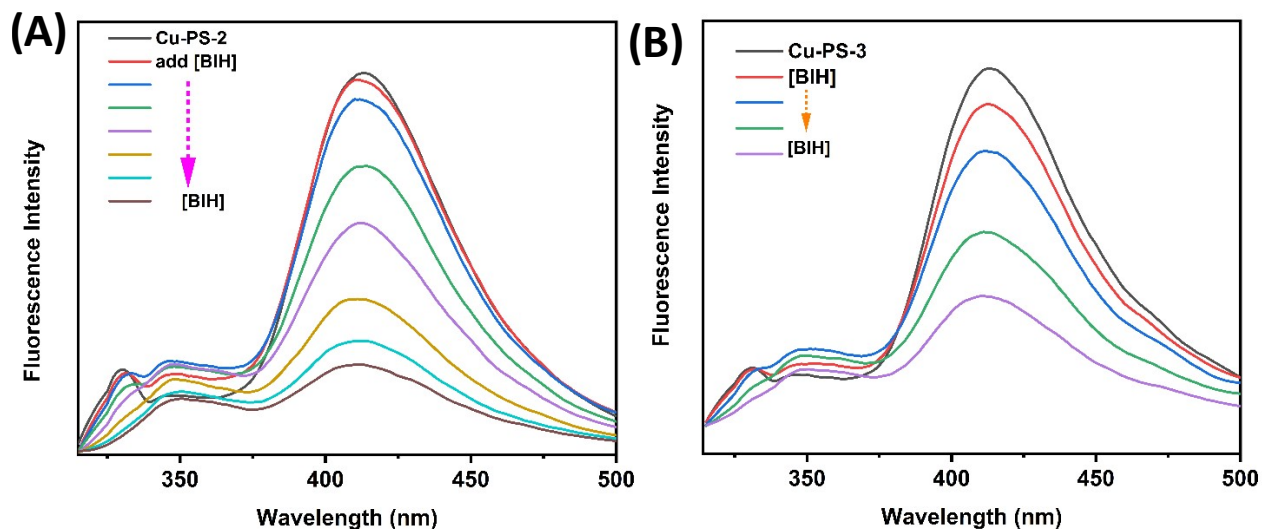 (A)
Cu-PS-2
add [BIH]
[BIH]
Fluorescence Intensity
350
400
450
500
Wavelength (nm)
(B)
Cu-PS-3
[BIH]
[BIH]
Fluorescence Intensity
350
400
450
500
Wavelength (nm)